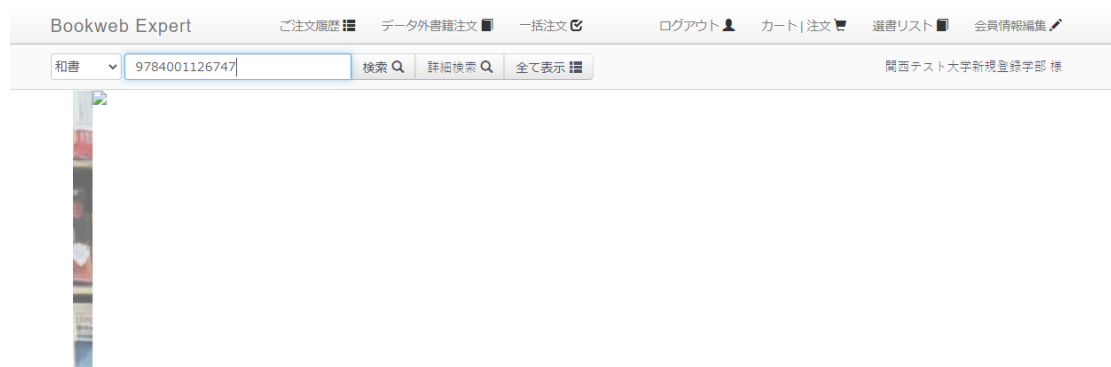 Bookweb Expert ご注文履歴 データ外書籍注文 一括注文 ログアウト カート|注文 選書リスト 会員情報編集
和書 9784001126747 検索 詳細検索 全て表示 関西テスト大学新規登録学部 様